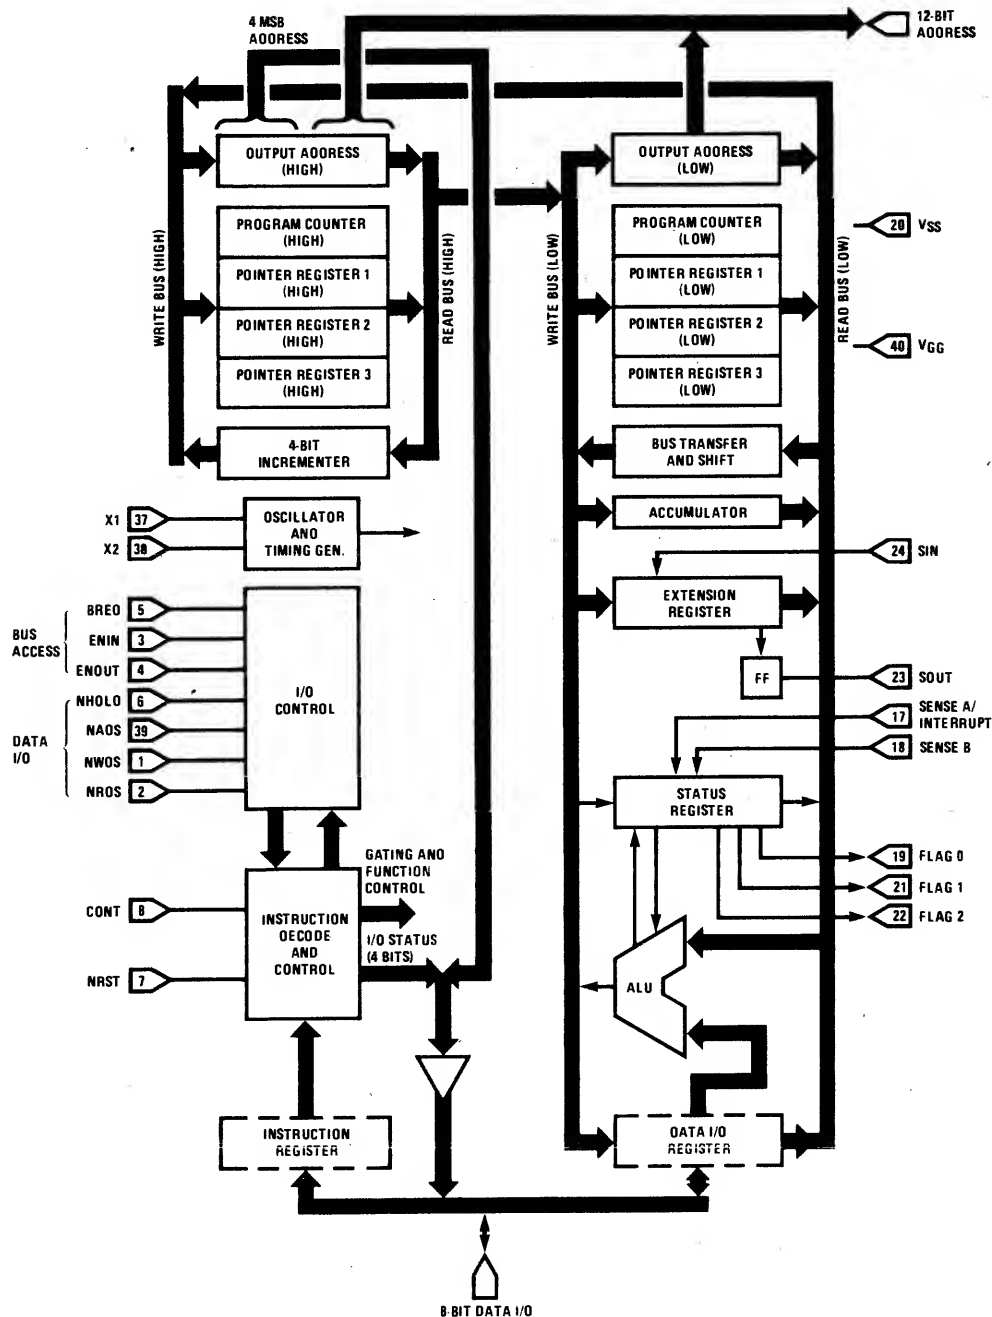 4 MSB
AODRESS
12-BIT
AODRESS
OUTPUT AODRESS
(HIGH)
OUTPUT AODRESS
(LOW)
PROGRAM COUNTER
(HIGH)
POINTER REGISTER 1
(HIGH)
POINTER REGISTER 2
(HIGH)
POINTER REGISTER 3
(HIGH)
WRITE BUS (HIGH)
READ BUS (HIGH)
PROGRAM COUNTER
(LOW)
POINTER REGISTER 1
(LOW)
POINTER REGISTER 2
(LOW)
POINTER REGISTER 3
(LOW)
WRITE BUS (LOW)
READ BUS (LOW)
20 VSS
40 VGG
4-BIT
INCREMENTER
BUS TRANSFER
AND SHIFT
X1 37
X2 38
OSCILLATOR
AND
TIMING GEN.
ACCUMULATOR
24 SIN
EXTENSION
REGISTER
FF
23 SOUT
BUS
ACCESS
BREO 5
ENIN 3
ENOUT 4
DATA
I/O
NHOLO 6
NAOS 39
NWOS 1
NROS 2
I/O
CONTROL
17 SENSE A/
INTERRUPT
18 SENSE B
STATUS
REGISTER
19 FLAG 0
21 FLAG 1
22 FLAG 2
GATING AND
FUNCTION
CONTROL
CONT 8
NRST 7
INSTRUCTION
OECODE
AND
CONTROL
I/O STATUS
(4 BITS)
ALU
INSTRUCTION
REGISTER
OATA I/O
REGISTER
8-BIT DATA I/O